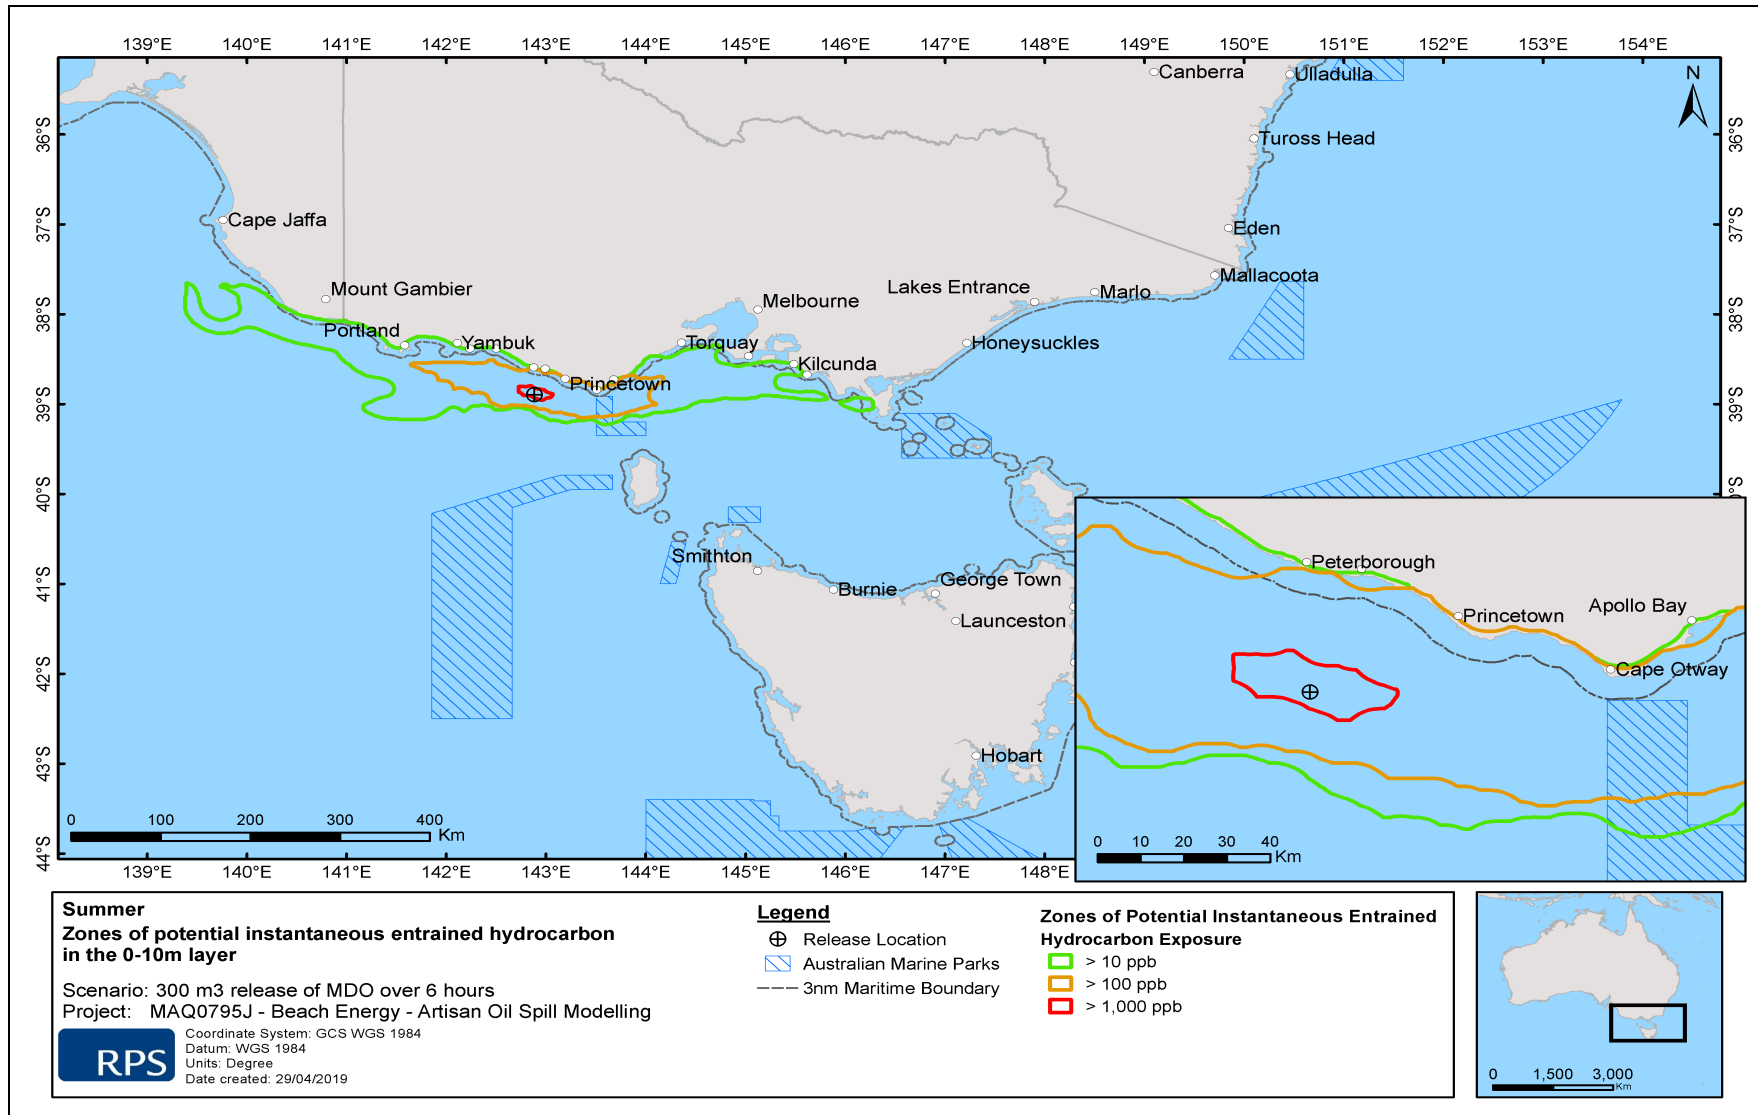 139°E 140°E 141°E 142°E 143°E 144°E 145°E 146°E 147°E 148°E 149°E 150°E 151°E 152°E 153°E 154°E
N
Canberra
Ulladulla
36°S
36°S
Tuross Head
37°S
37°S
Cape Jaffa
Eden
Mallacoota
Mount Gambier
Lakes Entrance
Marlo
Melbourne
38°S
38°S
Portland
Yambuk
Torquay
Honeysuckles
Kilcunda
Princetown
39°S
39°S
40°S
Smithton
Burnie
George Town
Launceston
41°S
42°S
Hobart
43°S
44°S
0 100 200 300 400
Km
Peterborough
Princetown
Apollo Bay
Cape Otway
0 10 20 30 40
Km
139°E 140°E 141°E 142°E 143°E 144°E 145°E 146°E 147°E 148°E
Summer
Zones of potential instantaneous entrained hydrocarbon
in the 0-10m layer
Scenario: 300 m3 release of MDO over 6 hours
Project: MAQ0795J - Beach Energy - Artisan Oil Spill Modelling
RPS
Coordinate System: GCS WGS 1984
Datum: WGS 1984
Units: Degree
Date created: 29/04/2019
Legend
Release Location
Australian Marine Parks
3nm Maritime Boundary
Zones of Potential Instantaneous Entrained
Hydrocarbon Exposure
> 10 ppb
> 100 ppb
> 1,000 ppb
0 1,500 3,000
Km